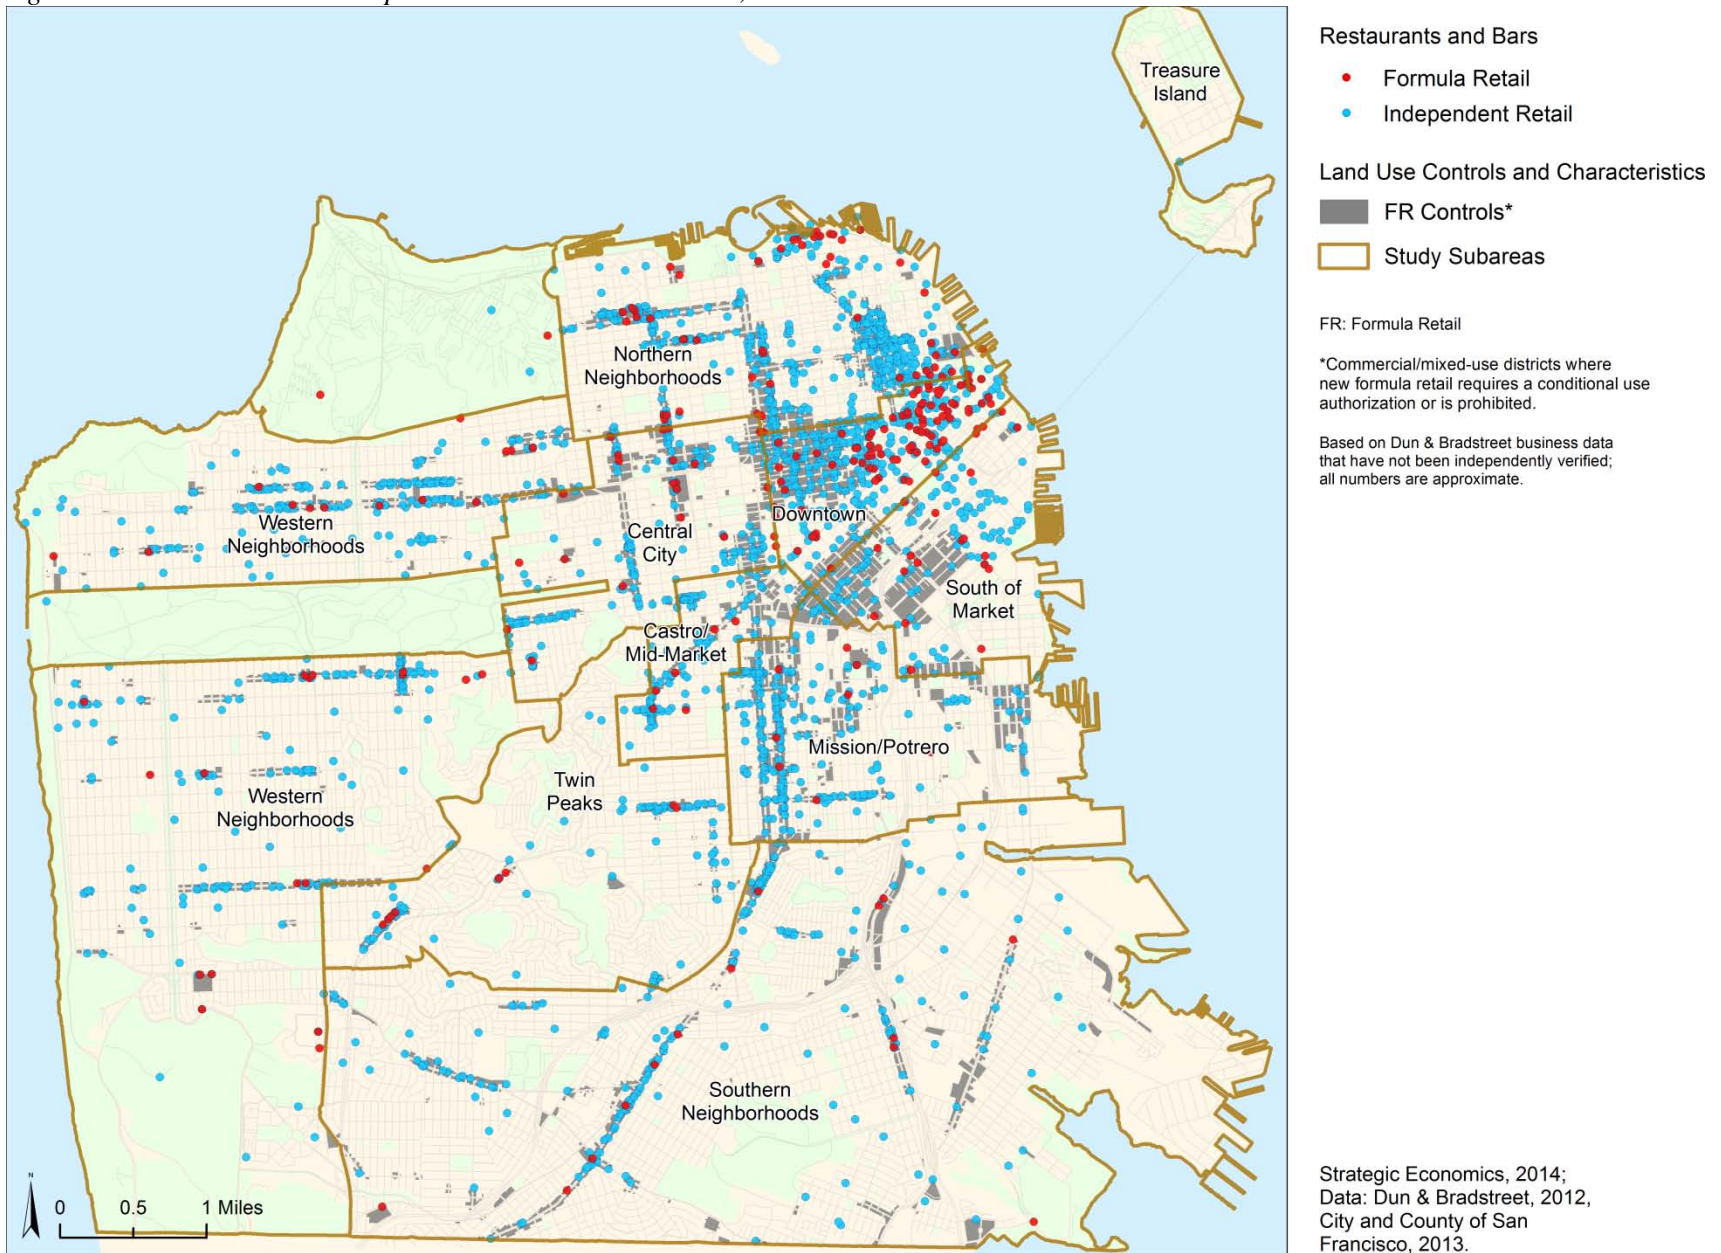 Treasure
Island
Northern
Neighborhoods
Western
Neighborhoods
Central
City
Downtown
South of
Market
Castro/
Mid-Market
Mission/Potrero
Twin
Peaks
Western
Neighborhoods
Southern
Neighborhoods
N
0 0.5 1 Miles
Restaurants and Bars
Formula Retail
Independent Retail
Land Use Controls and Characteristics
FR Controls*
Study Subareas
FR: Formula Retail
*Commercial/mixed-use districts where
new formula retail requires a conditional use
authorization or is prohibited.
Based on Dun & Bradstreet business data
that have not been independently verified;
all numbers are approximate.
Strategic Economics, 2014;
Data: Dun & Bradstreet, 2012,
City and County of San
Francisco, 2013.